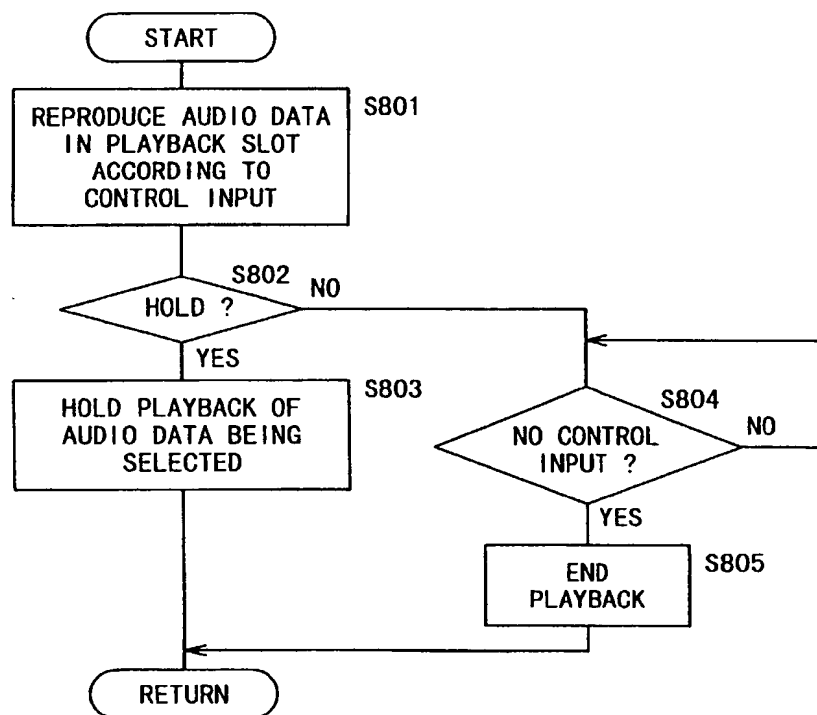 START
REPRODUCE AUDIO DATA
IN PLAYBACK SLOT
ACCORDING TO
CONTROL INPUT
S801
S802
HOLD ?
NO
YES
HOLD PLAYBACK OF
AUDIO DATA BEING
SELECTED
S803
S804
NO CONTROL
INPUT ?
NO
YES
END
PLAYBACK
S805
RETURN